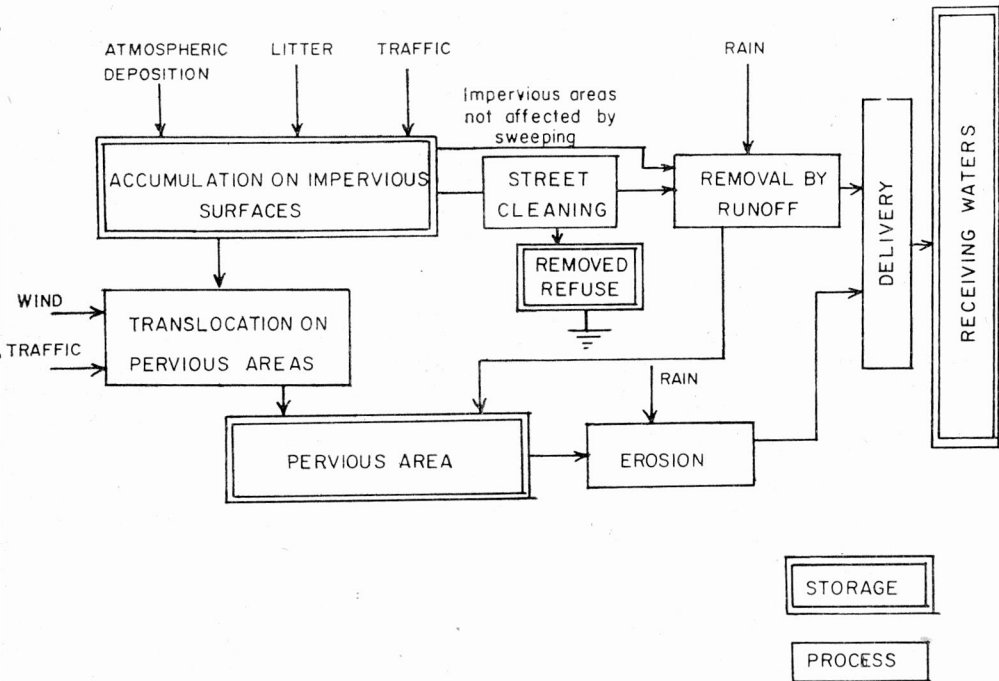 ATMOSPHERIC
DEPOSITION
LITTER
TRAFFIC
RAIN
Impervious areas
not affected by
sweeping
ACCUMULATION ON IMPERVIOUS
SURFACES
STREET
CLEANING
REMOVAL BY
RUNOFF
DELIVERY
RECEIVING WATERS
REMOVED
REFUSE
WIND
TRAFFIC
TRANSLOCATION ON
PERVIOUS AREAS
RAIN
PERVIOUS AREA
EROSION
STORAGE
PROCESS